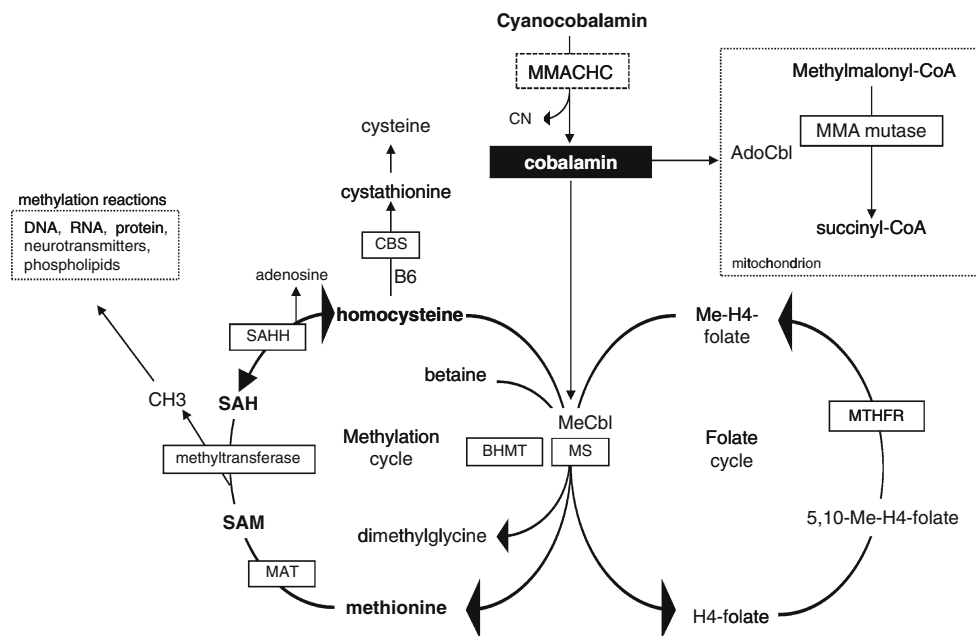 Cyanocobalamin
MMACHC
CN
cobalamin
Methylmalonyl-CoA
AdoCbl
MMA mutase
succinyl-CoA
mitochondrion
cysteine
cystathionine
CBS
B6
methylation reactions
DNA, RNA, protein,
neurotransmitters,
phospholipids
adenosine
homocysteine
SAHH
SAH
CH3
methyltransferase
SAM
MAT
methionine
betaine
Methylation
cycle
MeCbl
BHMT
MS
dimethylglycine
Me-H4-
folate
MTHFR
Folate
cycle
5,10-Me-H4-folate
H4-folate